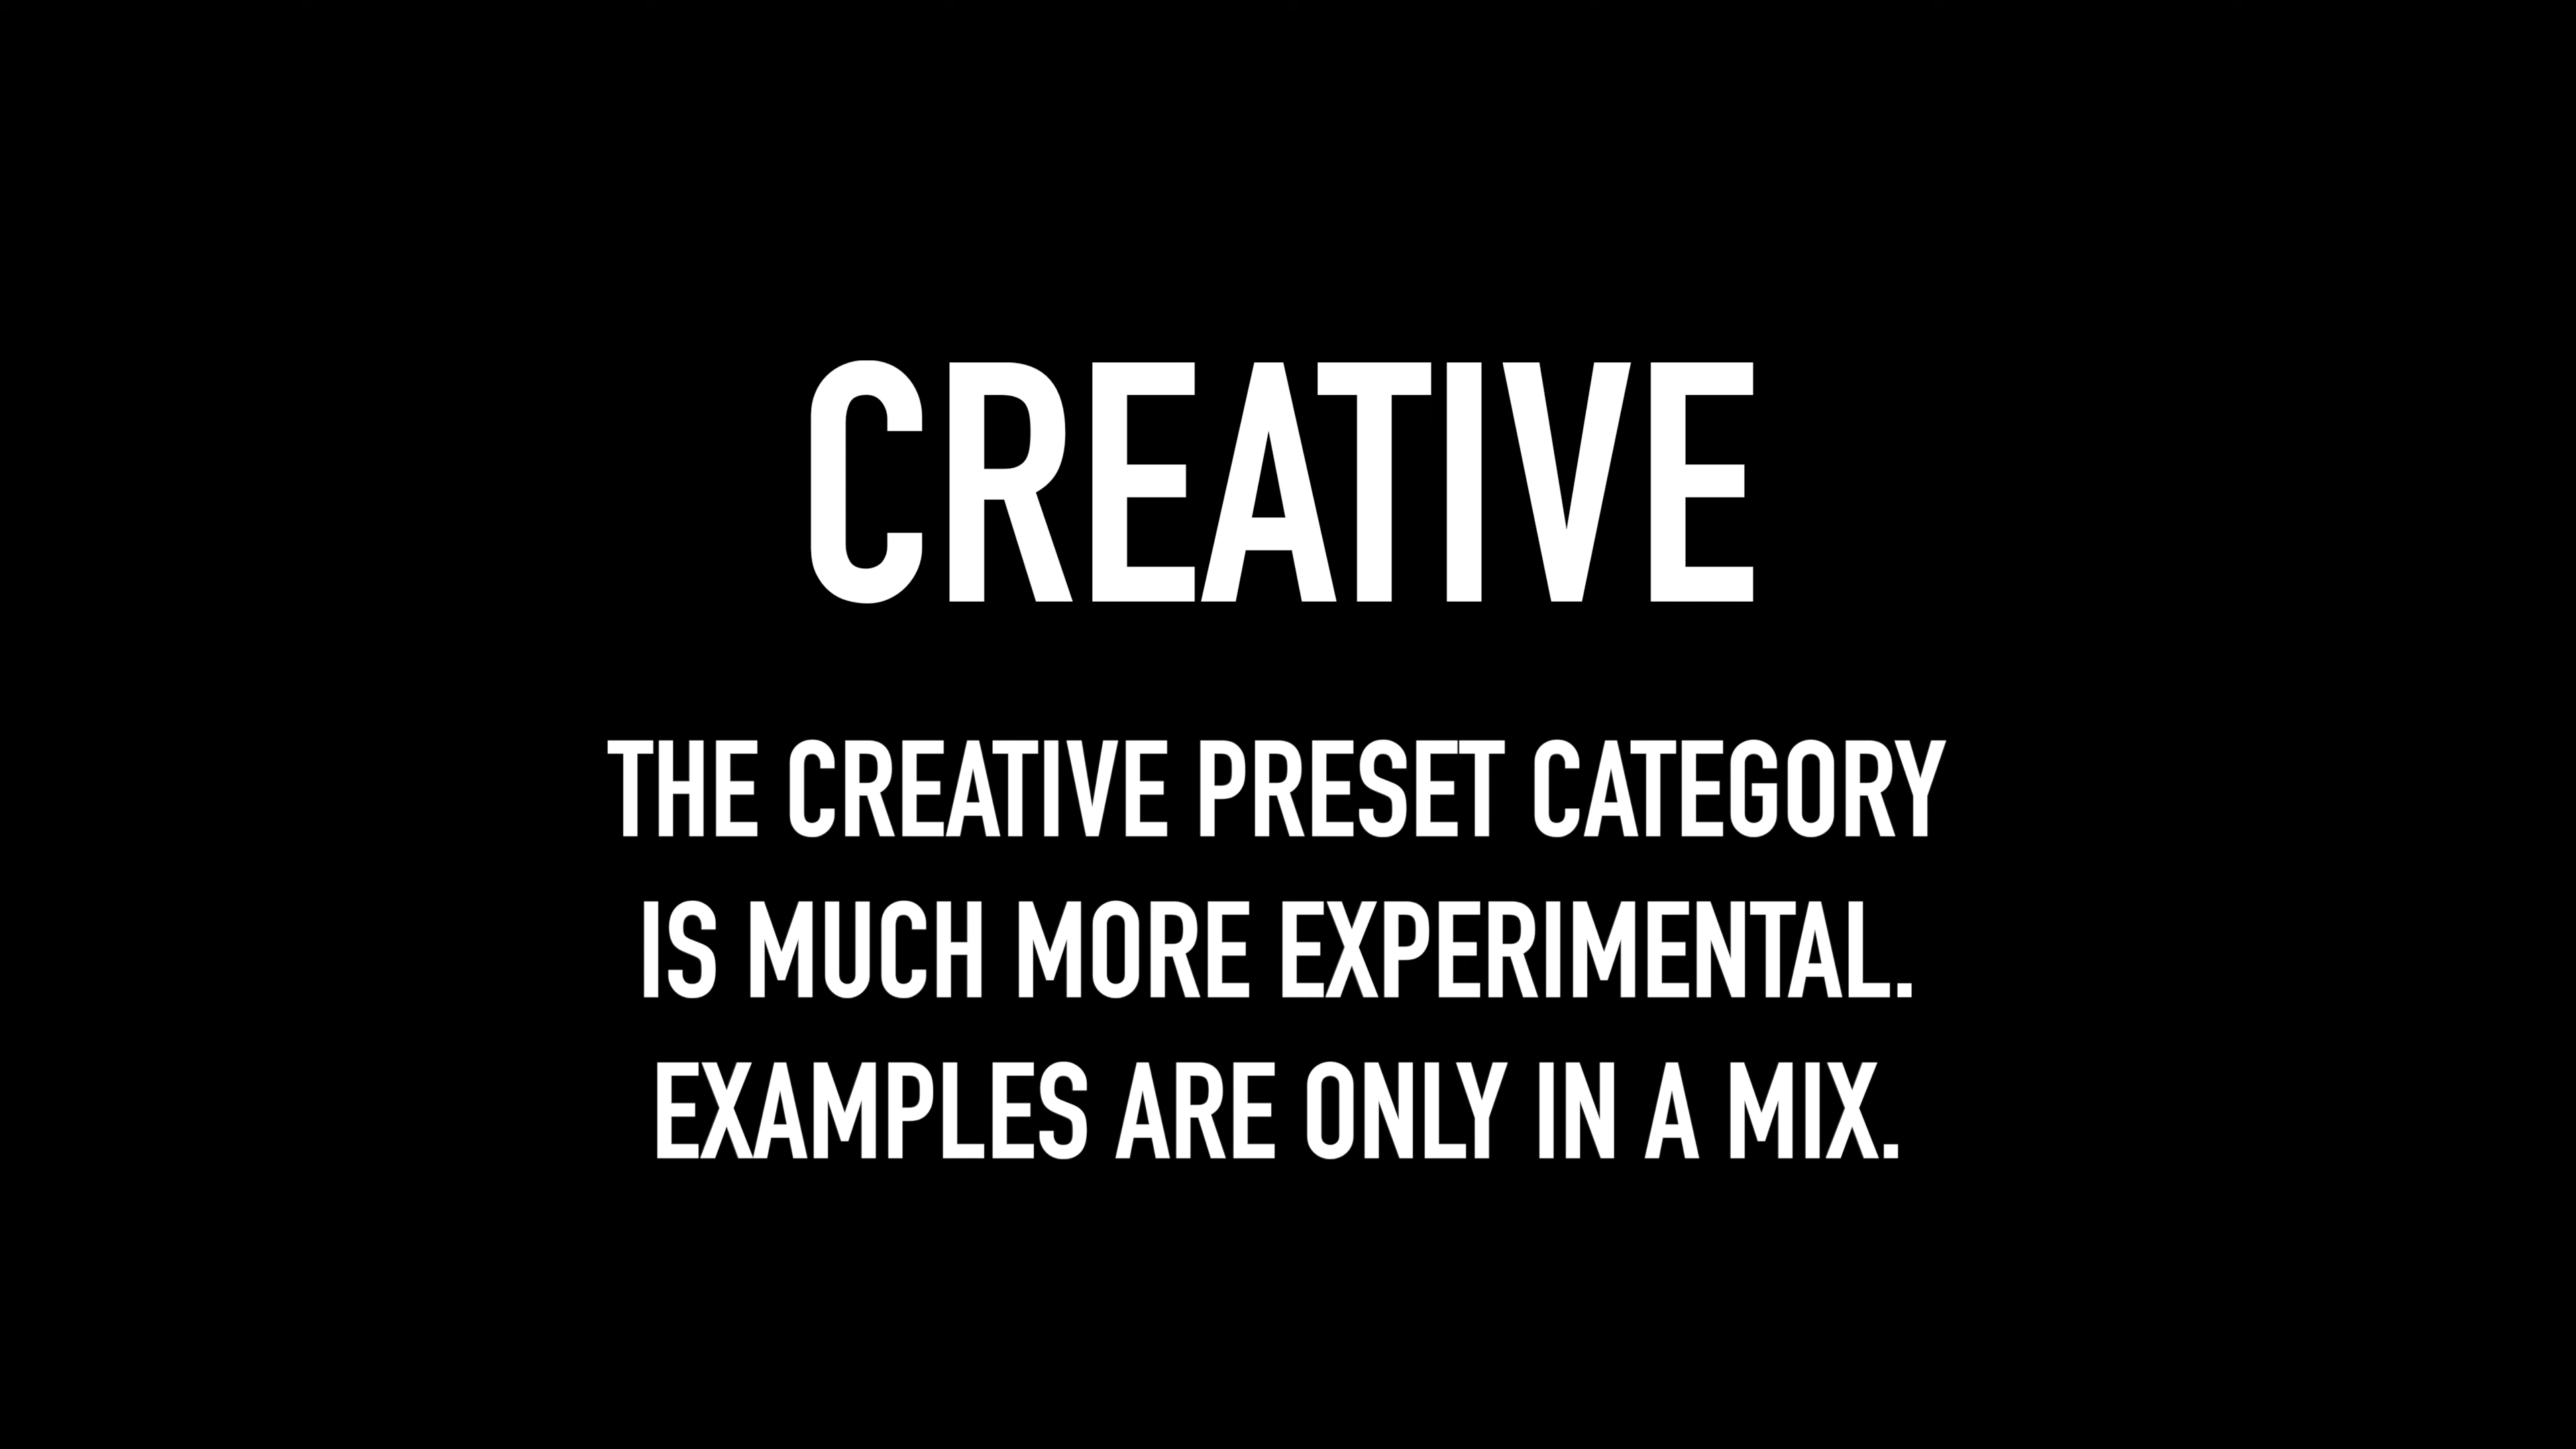 CREATIVE
THE CREATIVE PRESET CATEGORY
IS MUCH MORE EXPERIMENTAL.
EXAMPLES ARE ONLY IN A MIX.